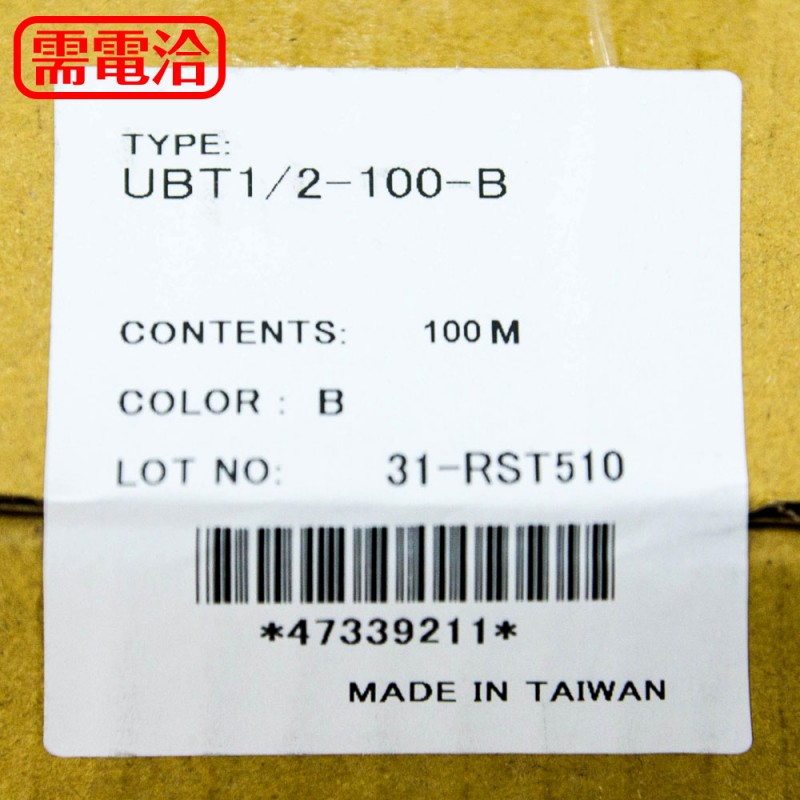 需電洽
TYPE:
UBT1/2-100-B
CONTENTS: 100 M
COLOR : B
LOT NO: 31-RST510
*47339211*
MADE IN TAIWAN